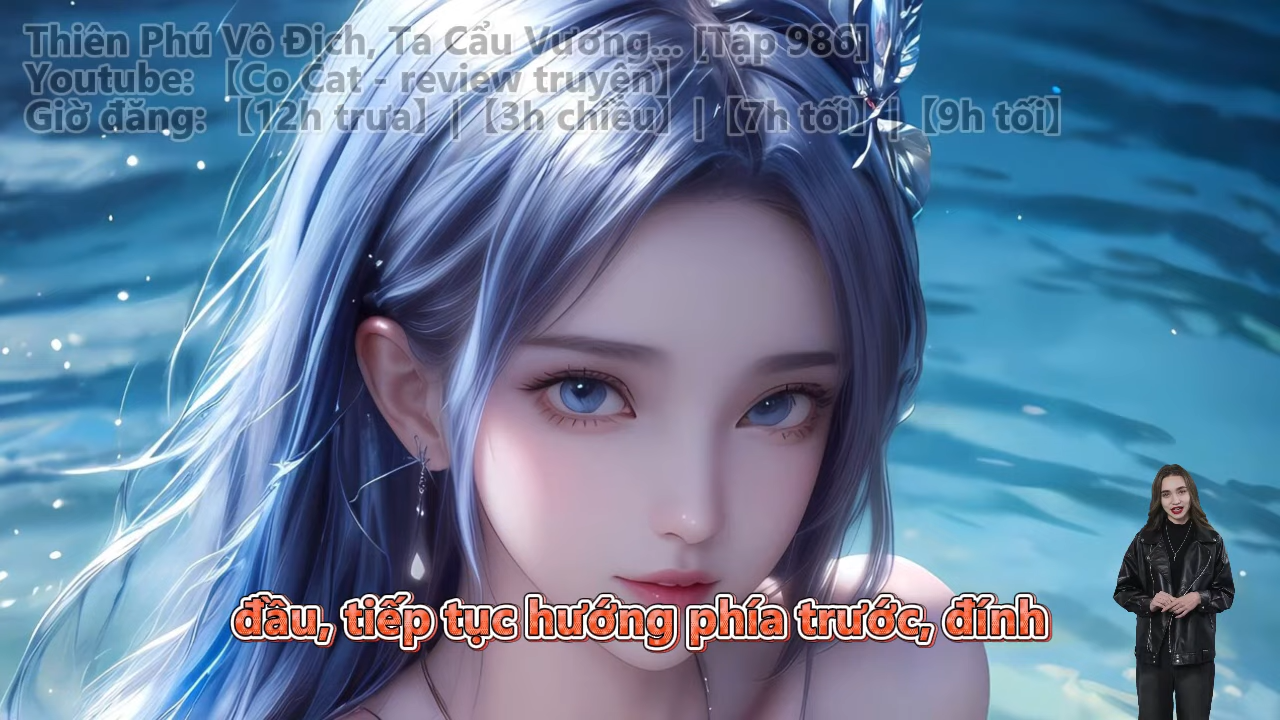 Thiên Phú Vô Địch, Ta Cẩu Vương... [Tập 986]
Youtube: 【Cọ Cat - review truyện】
Giờ đăng: 【12h trưa】|【3h chiều】|【7h tối】|【9h tối】
đầu, tiếp tục hướng phía trước, đính